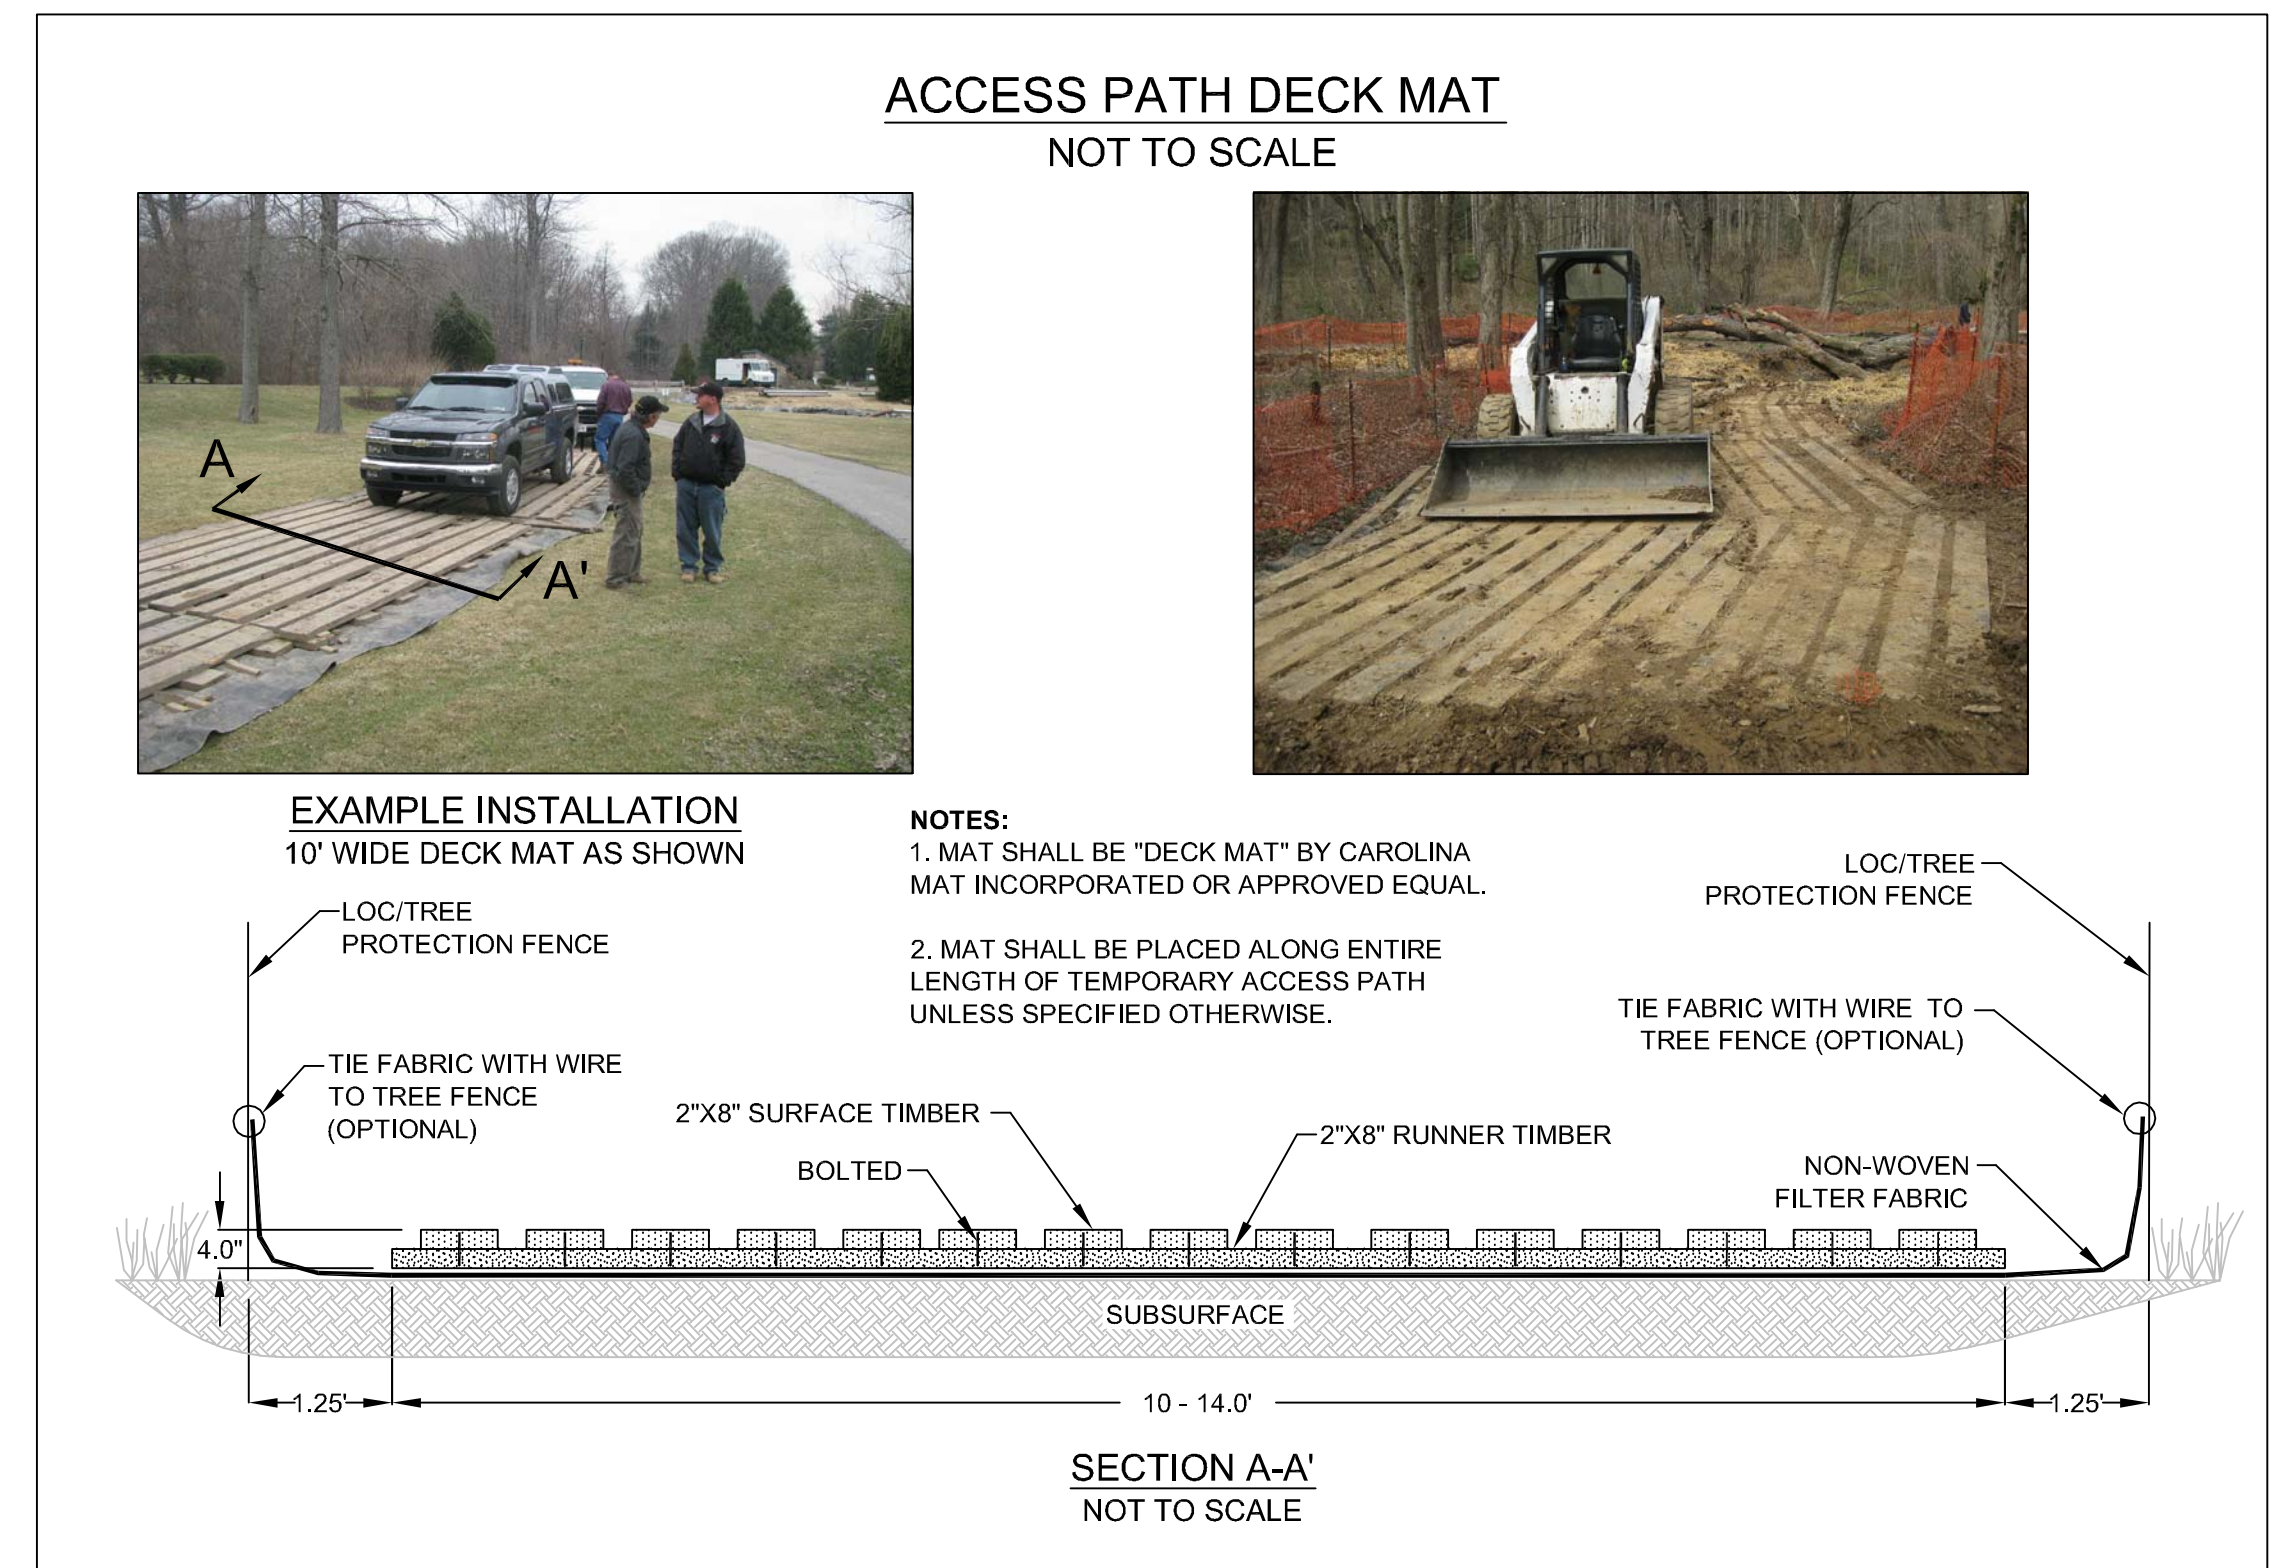 ACCESS PATH DECK MAT
NOT TO SCALE
A
A'
EXAMPLE INSTALLATION
10' WIDE DECK MAT AS SHOWN
NOTES:
1. MAT SHALL BE "DECK MAT" BY CAROLINA
MAT INCORPORATED OR APPROVED EQUAL.
2. MAT SHALL BE PLACED ALONG ENTIRE
LENGTH OF TEMPORARY ACCESS PATH
UNLESS SPECIFIED OTHERWISE.
LOC/TREE
PROTECTION FENCE
LOC/TREE
PROTECTION FENCE
TIE FABRIC WITH WIRE
TO TREE FENCE
(OPTIONAL)
TIE FABRIC WITH WIRE TO
TREE FENCE (OPTIONAL)
2"X8" SURFACE TIMBER
BOLTED
2"X8" RUNNER TIMBER
NON-WOVEN
FILTER FABRIC
4.0"
SUBSURFACE
1.25'
10 - 14.0'
1.25'
SECTION A-A'
NOT TO SCALE